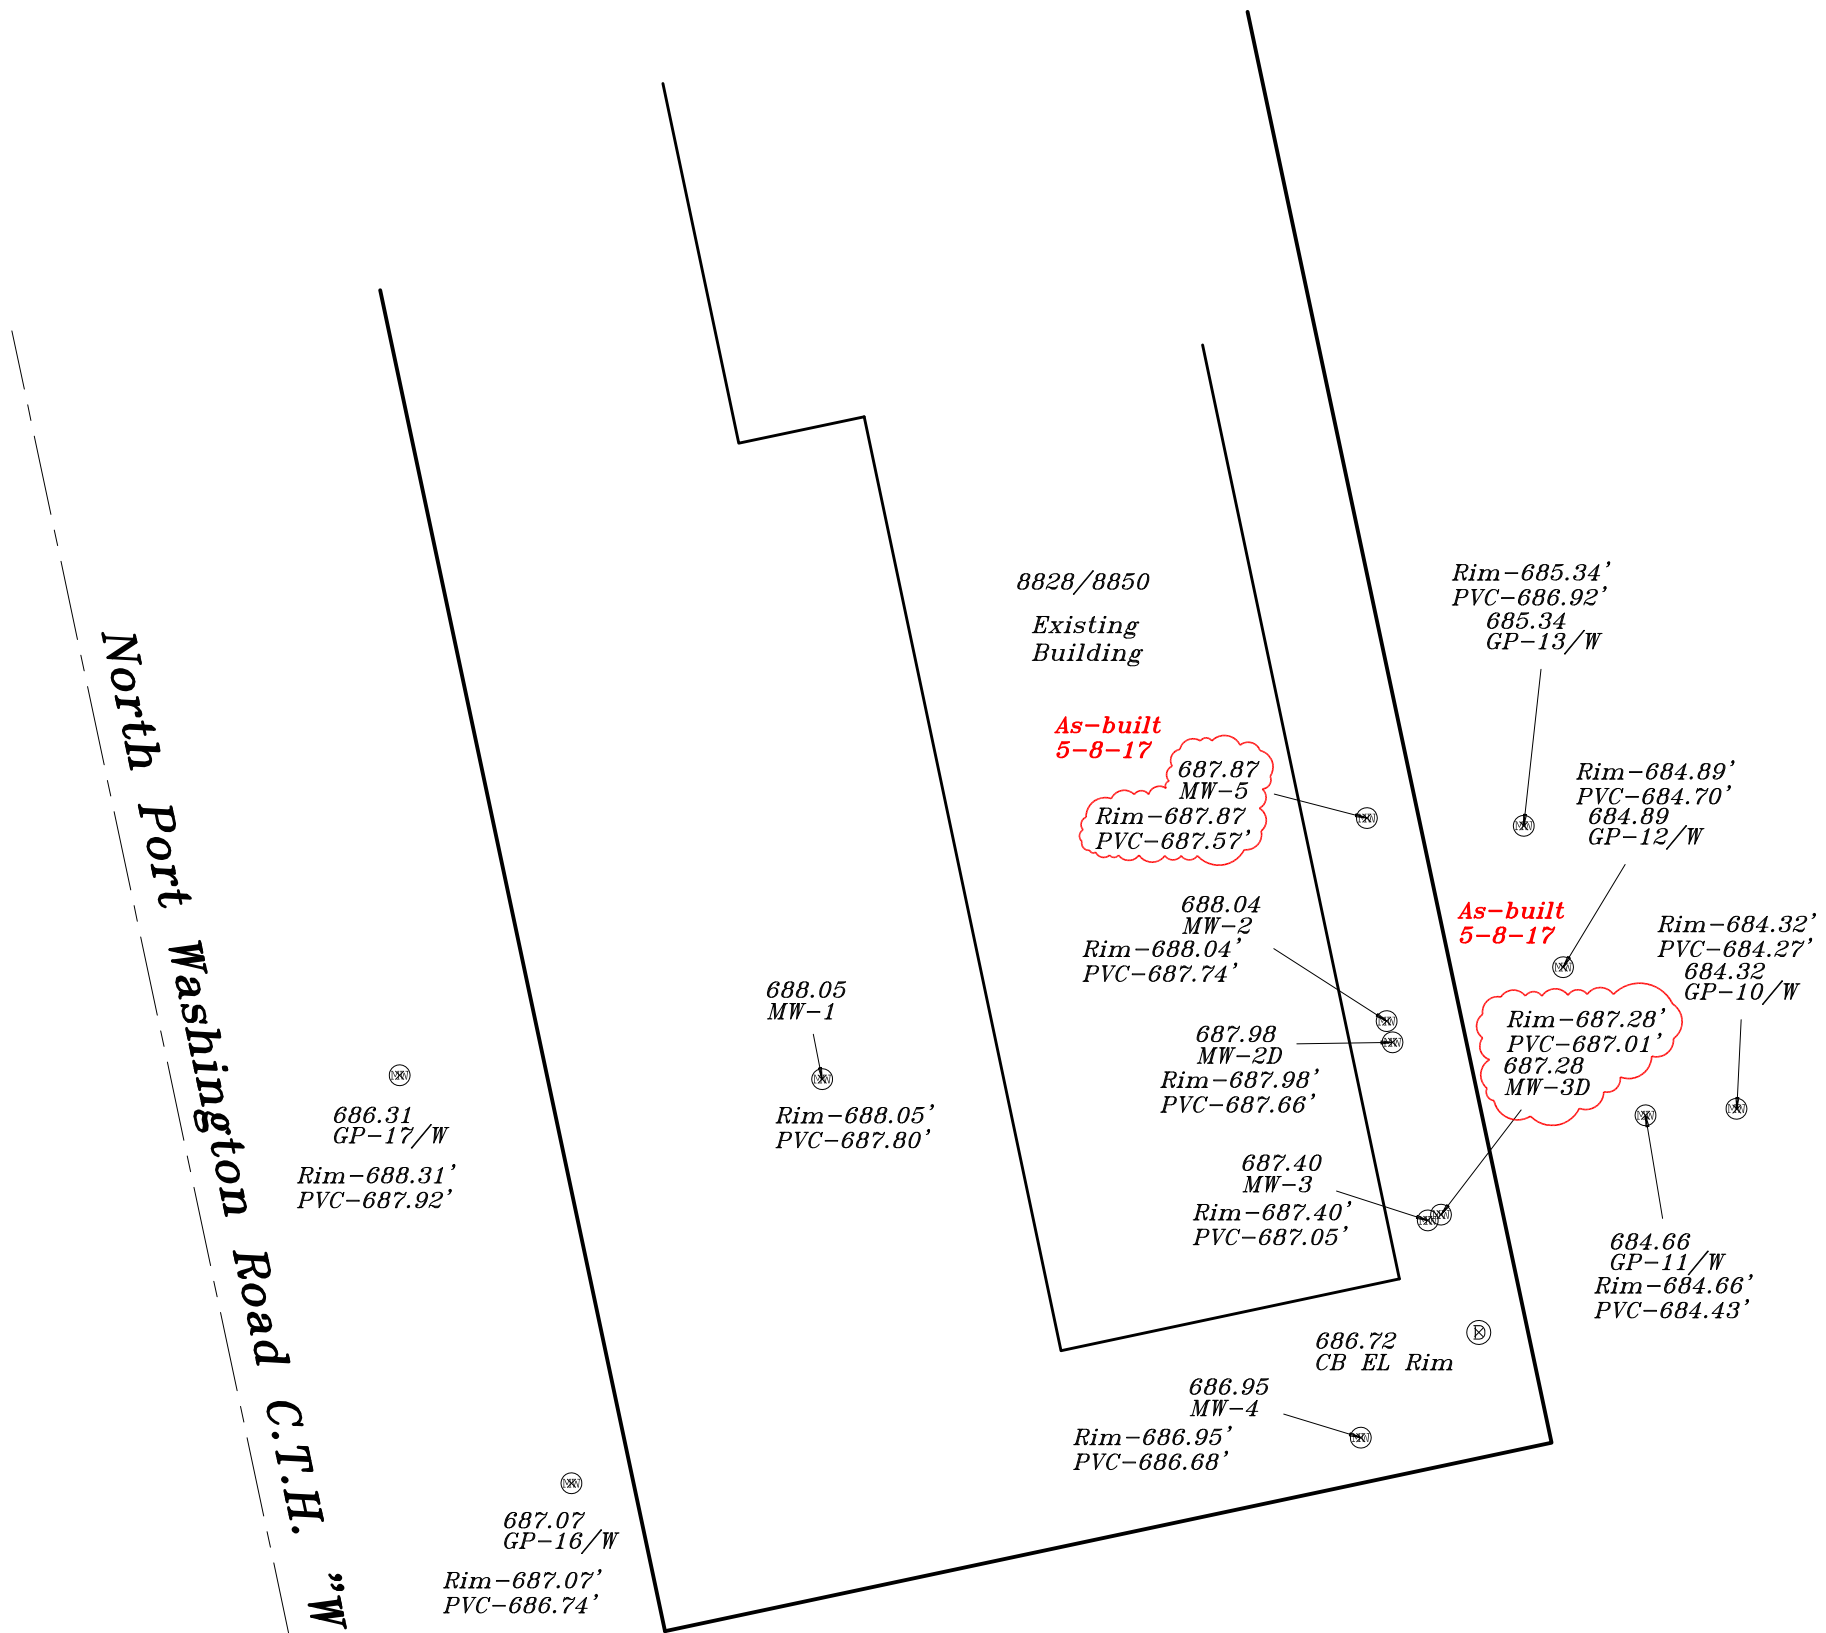 North Port Washington Road C.T.H. "W
8828/8850
Existing
Building
Rim-685.34'
PVC-686.92'
685.34
GP-13/W
As-built
5-8-17
687.87
MW-5
Rim-687.87
PVC-687.57'
Rim-684.89'
PVC-684.70'
684.89
GP-12/W
688.04
MW-2
Rim-688.04'
PVC-687.74'
As-built
5-8-17
Rim-684.32'
PVC-684.27'
684.32
GP-10/W
688.05
MW-1
Rim-688.05'
PVC-687.80'
687.98
MW-2D
Rim-687.98'
PVC-687.66'
Rim-687.28'
PVC-687.01'
687.28
MW-3D
686.31
GP-17/W
Rim-688.31'
PVC-687.92'
687.40
MW-3
Rim-687.40'
PVC-687.05'
684.66
GP-11/W
Rim-684.66'
PVC-684.43'
686.72
CB EL Rim
686.95
MW-4
Rim-686.95'
PVC-686.68'
687.07
GP-16/W
Rim-687.07'
PVC-686.74'